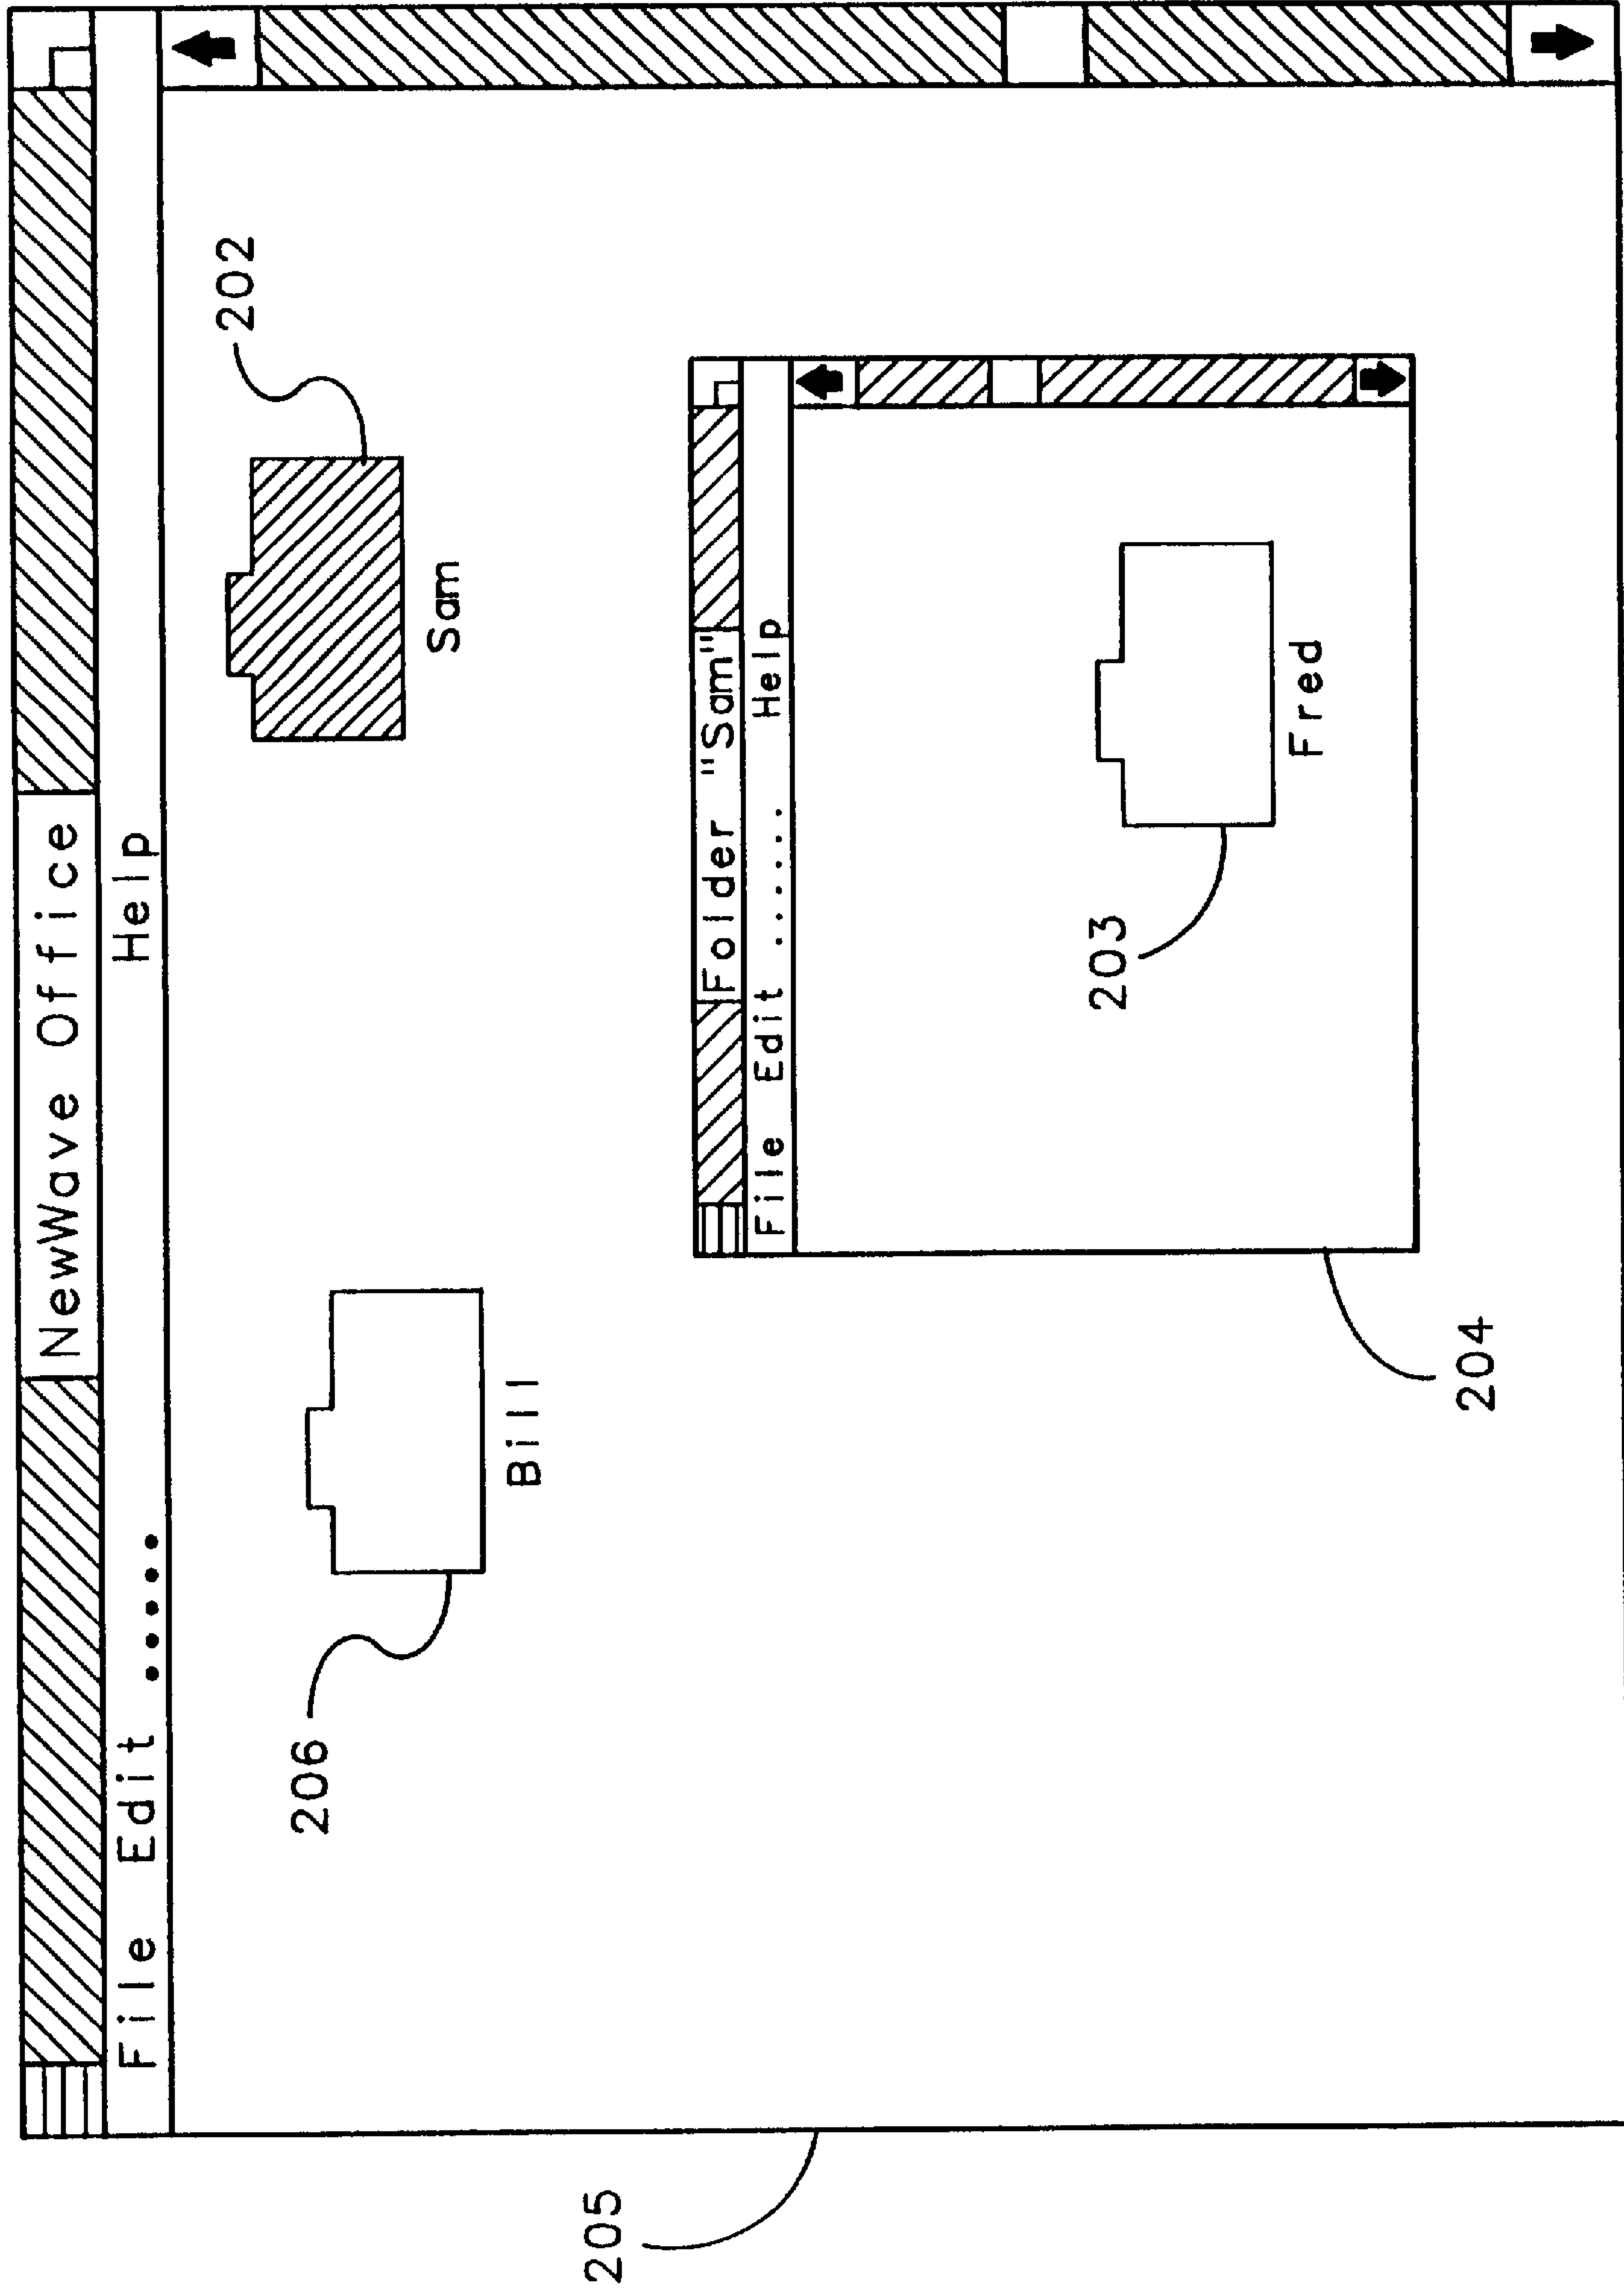 NewWave Office
File Edit ..... Help
202
Sam
206
Bill
Folder "Sam"
File Edit ....... Help
203
Fred
204
205